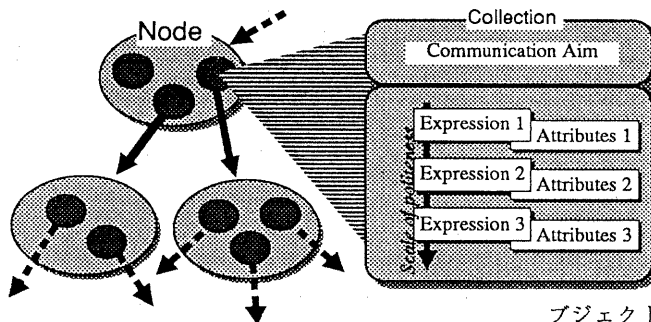 Node
Collection
Communication Aim
Expression 1
Attributes 1
Expression 2
Attributes 2
Expression 3
Attributes 3
Scale of politeness
ブジェクト